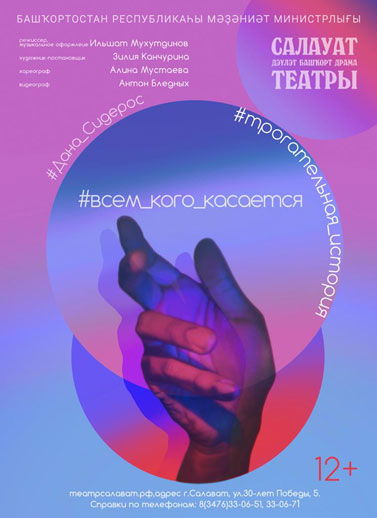 БАШҠОРТОСТАН РЕСПУБЛИКАҺЫ МӘҘӘНИӘТ МИНИСТРЛЫҒЫ
режиссер,
музыкальное оформление Ильшат Мухутдинов
художник-постановщик Зилия Канчурина
хореограф Алина Мустаева
видеограф Антон Бледных
САЛАУАТ
ДӘҮЛӘТ БАШҠОРТ ДРАМА
ТЕАТРЫ
#Дана_Сидерос
#трогательная_история
#всем_кого_касается
12+
театрсалават.рф,адрес г.Салават, ул.30-лет Победы, 5.
Справки по телефонам: 8(3476)33-06-51, 33-06-71